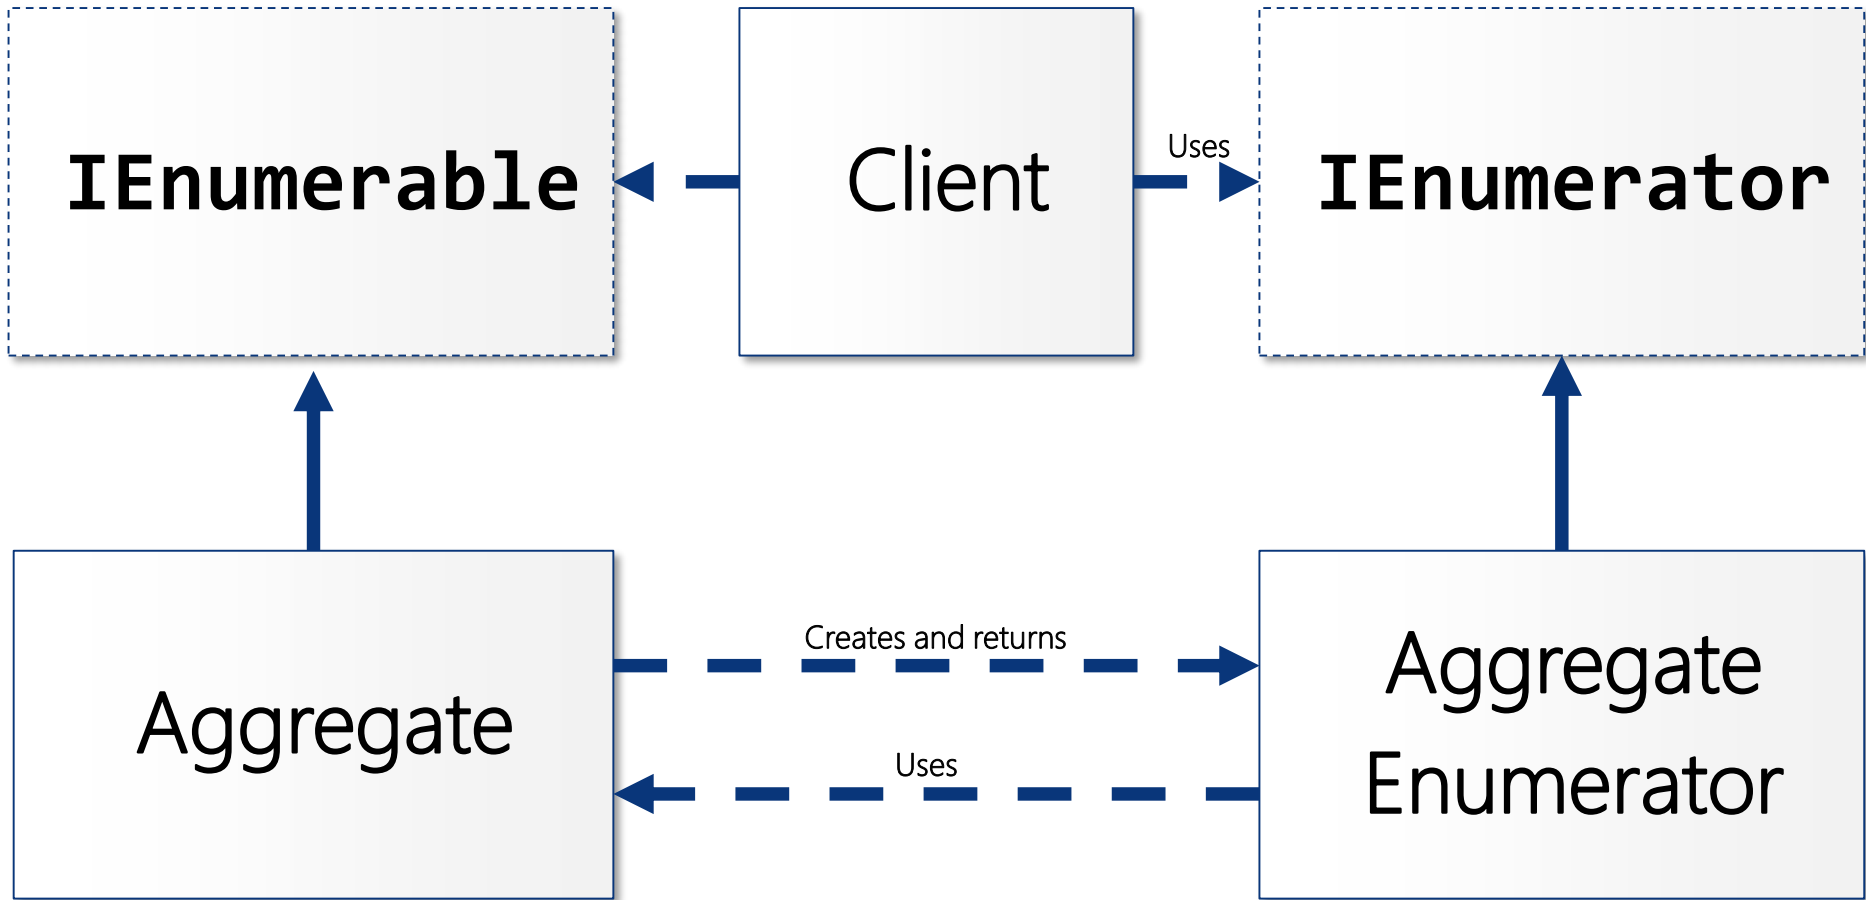 IEnumerable
Client
Uses
IEnumerator
Aggregate
Creates and returns
Uses
Aggregate
Enumerator